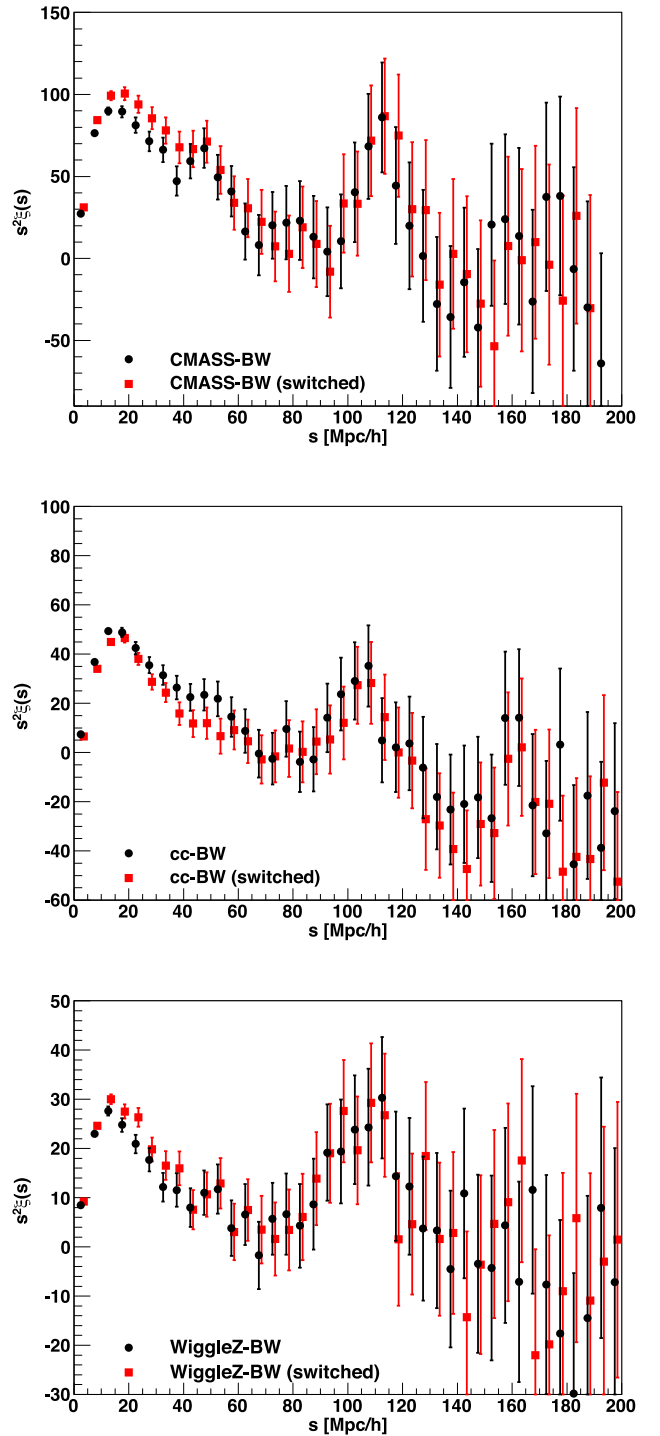 s²ξ(s)
150
100
50
0
-50
CMASS-BW
CMASS-BW (switched)
0 20 40 60 80 100 120 140 160 180 200
s [Mpc/h]
s²ξ(s)
100
80
60
40
20
0
-20
-40
-60
cc-BW
cc-BW (switched)
0 20 40 60 80 100 120 140 160 180 200
s [Mpc/h]
s²ξ(s)
50
40
30
20
10
0
-10
-20
-30
WiggleZ-BW
WiggleZ-BW (switched)
0 20 40 60 80 100 120 140 160 180 200
s [Mpc/h]